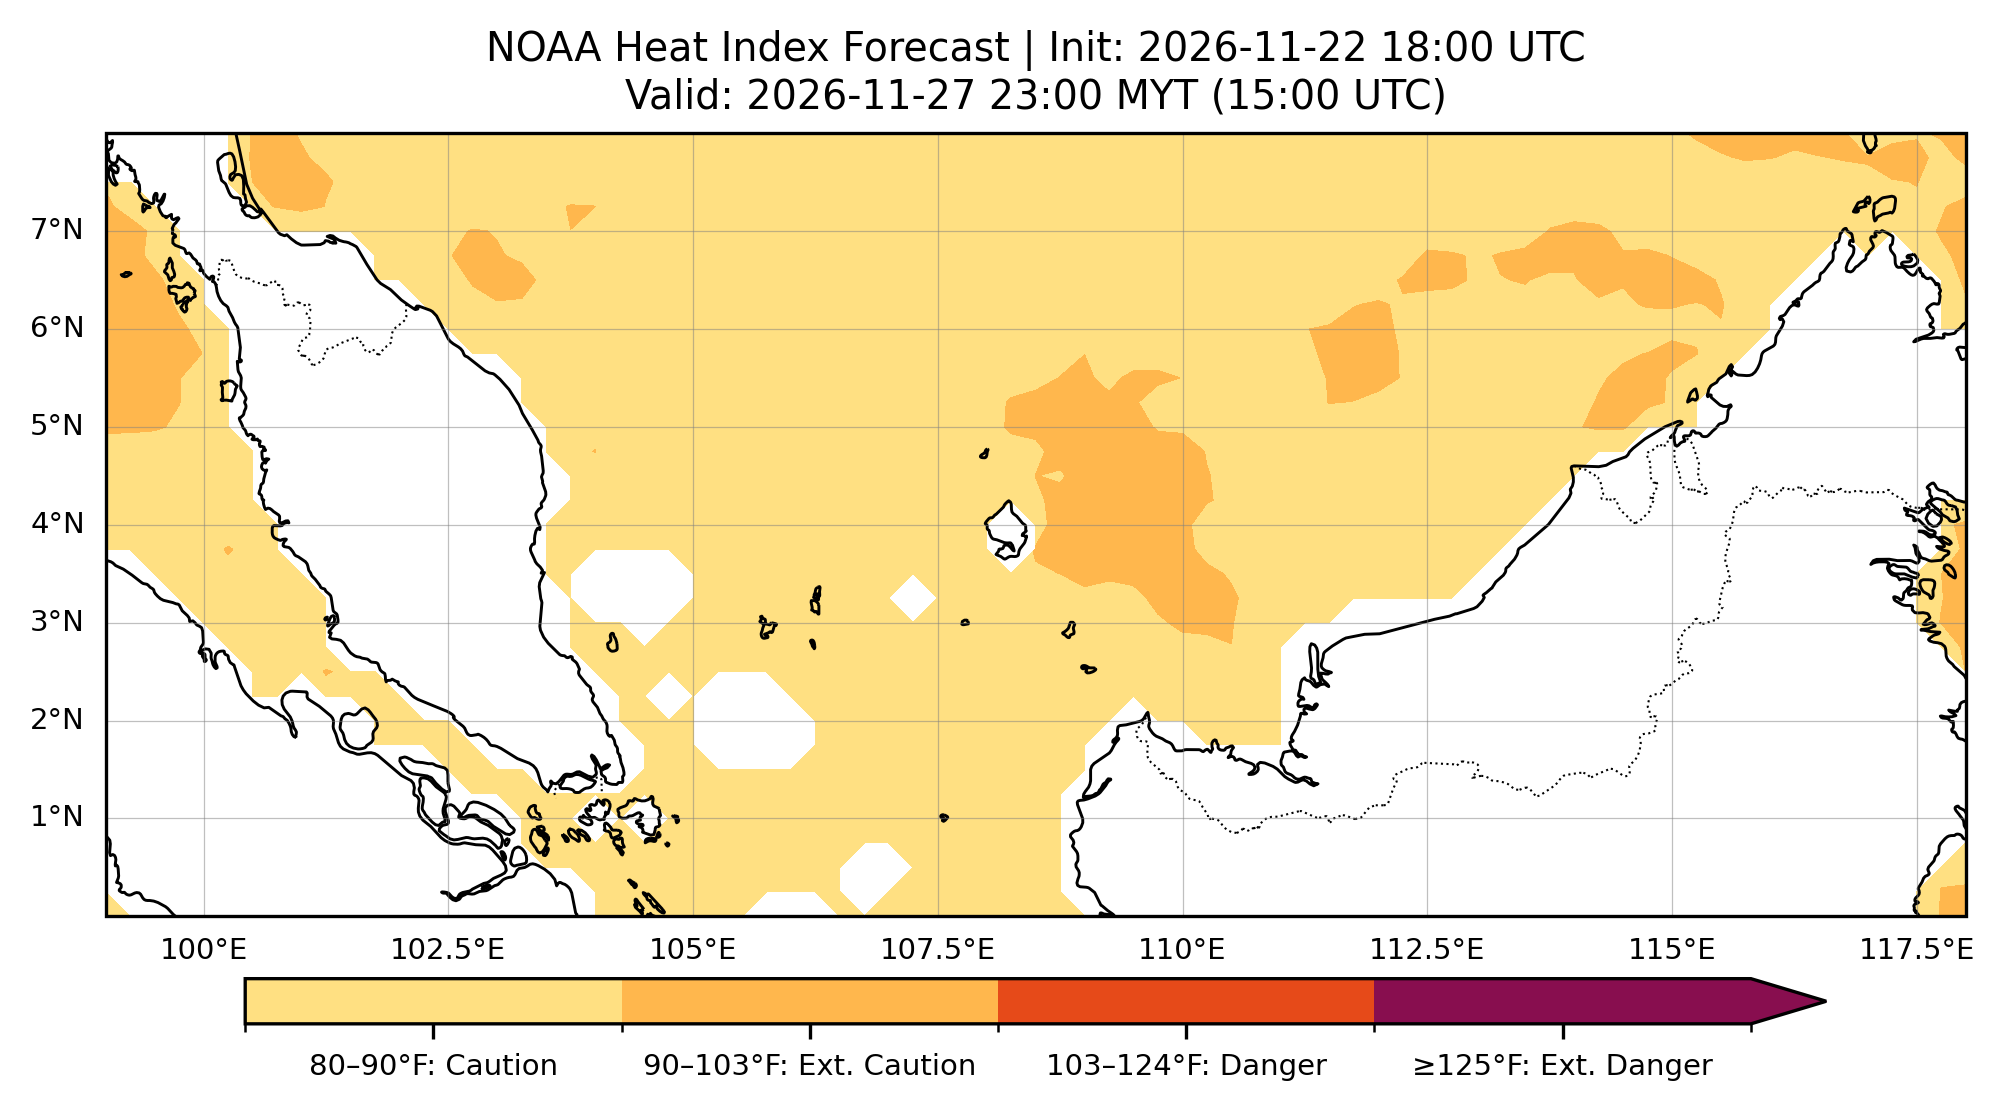 NOAA Heat Index Forecast | Init: 2026-11-22 18:00 UTC
Valid: 2026-11-27 23:00 MYT (15:00 UTC)
7°N
6°N
5°N
4°N
3°N
2°N
1°N
100°E 102.5°E 105°E 107.5°E 110°E 112.5°E 115°E 117.5°E
80–90°F: Caution 90–103°F: Ext. Caution 103–124°F: Danger ≥125°F: Ext. Danger